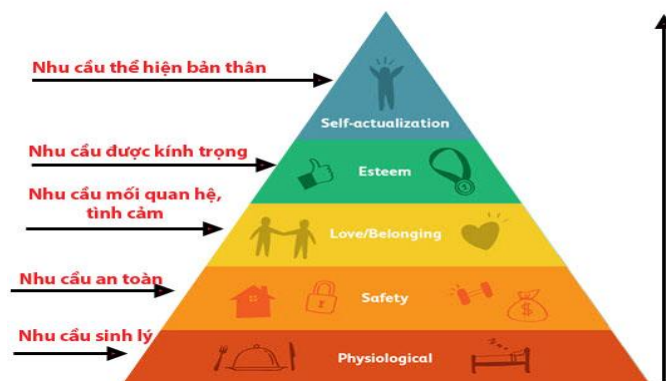 Nhu cầu thể hiện bản thân
Self-actualization
Nhu cầu được kính trọng
Esteem
Nhu cầu mối quan hệ,
tình cảm
Love/Belonging
Nhu cầu an toàn
Safety
$
Nhu cầu sinh lý
Physiological